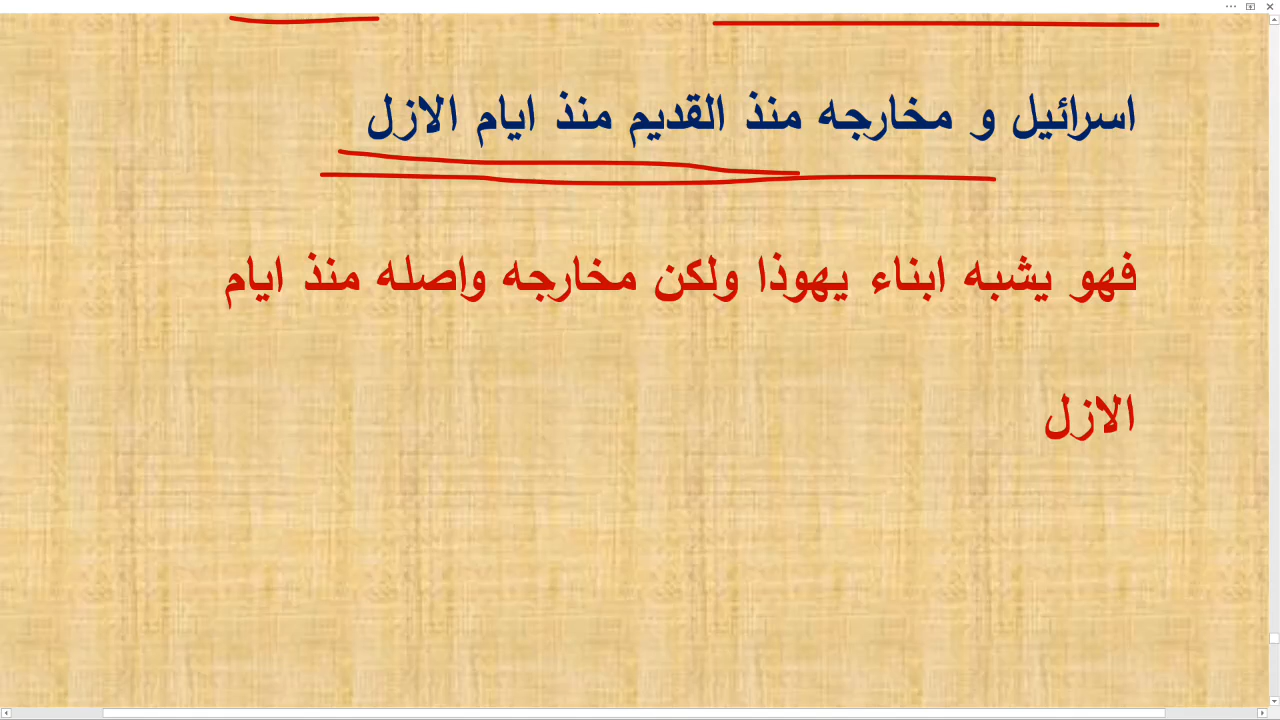 اسرائيل و مخارجه منذ القديم منذ ايام الازل
فهو يشبه ابناء يهوذا ولكن مخارجه واصله منذ ايام
الازل